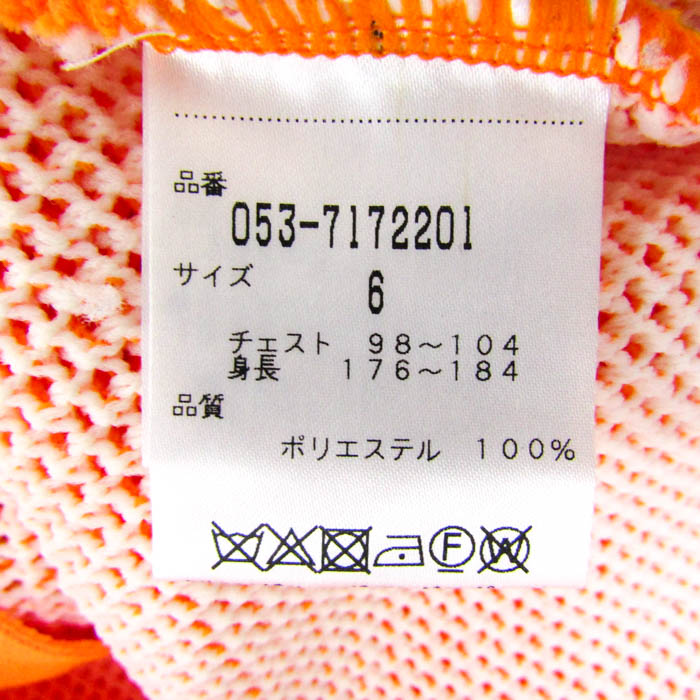 品番
053-7172201
サイズ
6
チェスト 98～104
身長 176～184
品質
ポリエステル 100%
F W